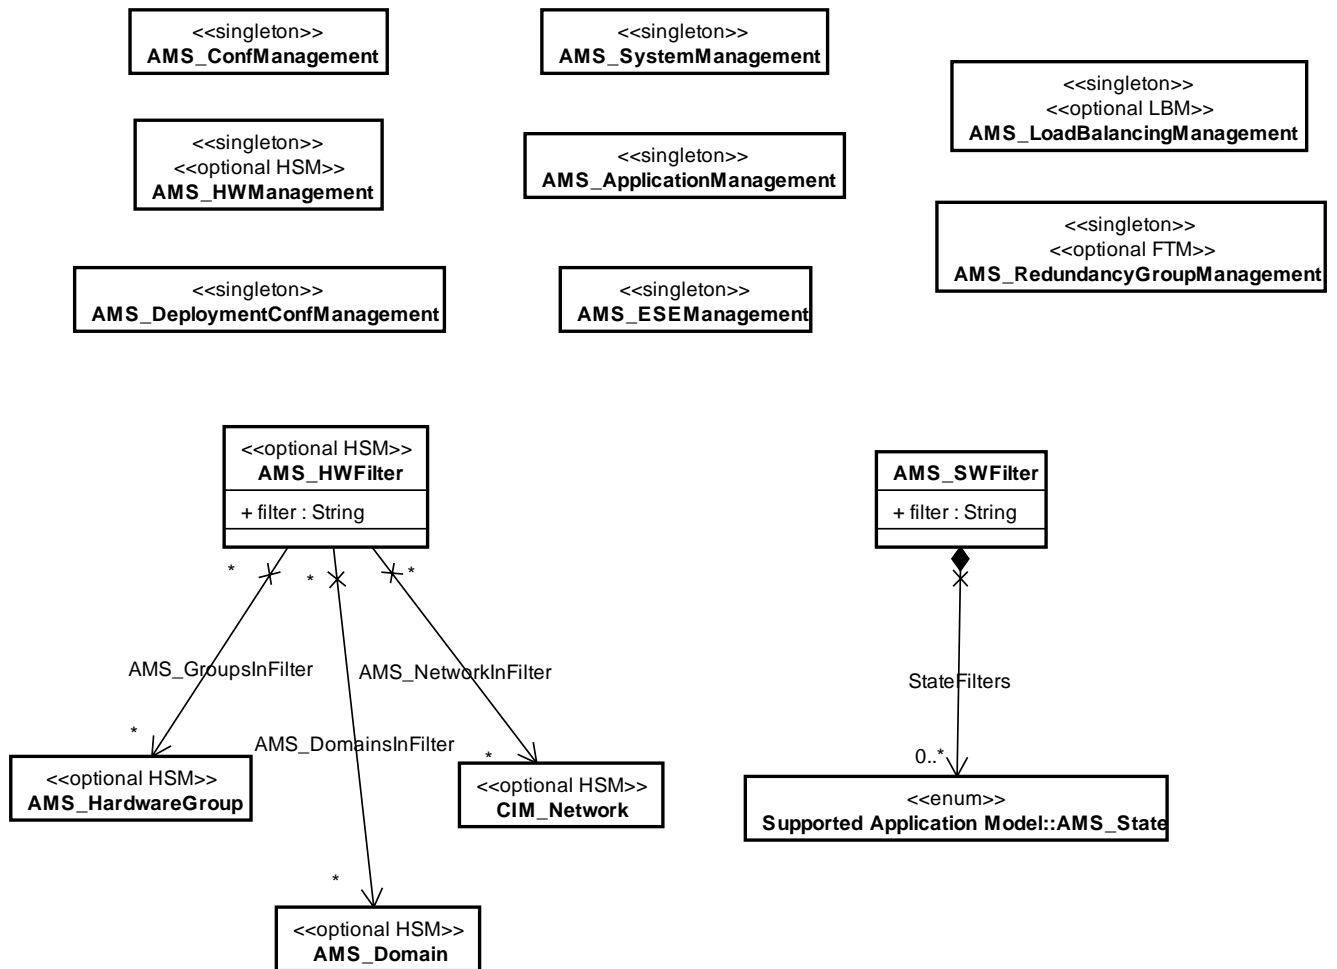 <<singleton>>
AMS_ConfManagement
<<singleton>>
AMS_SystemManagement
<<singleton>>
<<optional LBM>>
AMS_LoadBalancingManagement
<<singleton>>
<<optional HSM>>
AMS_HWManagement
<<singleton>>
AMS_ApplicationManagement
<<singleton>>
<<optional FTM>>
AMS_RedundancyGroupManagement
<<singleton>>
AMS_DeploymentConfManagement
<<singleton>>
AMS_ESEManagement
<<optional HSM>>
AMS_HWFilter
+ filter : String
AMS_SWFilter
+ filter : String
*
*
*
AMS_GroupsInFilter
AMS_NetworkInFilter
StateFilters
*
AMS_DomainsInFilter
*
0..*
<<optional HSM>>
AMS_HardwareGroup
<<optional HSM>>
CIM_Network
<<enum>>
Supported Application Model::AMS_State
*
<<optional HSM>>
AMS_Domain